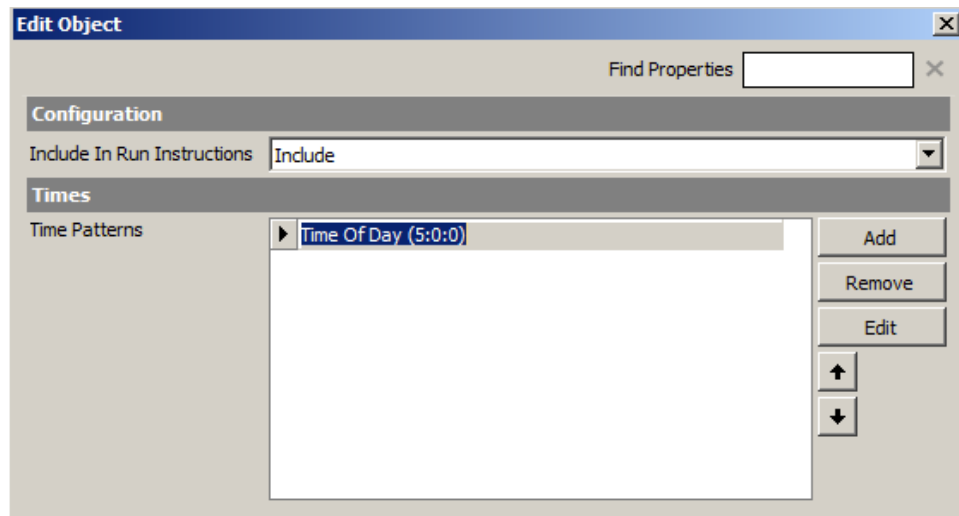 Edit Object
Find Properties
Configuration
Include In Run Instructions Include
Times
Time Patterns Time Of Day (5:0:0) Add
Remove
Edit